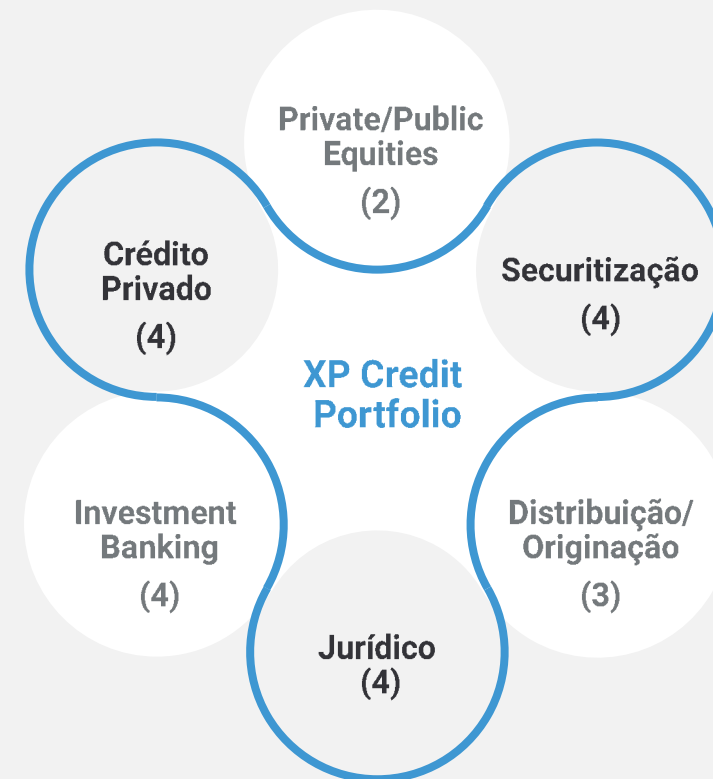 Private/Public
Equities
(2)
Crédito
Privado
(4)
Securitização
(4)
XP Credit
Portfolio
Investment
Banking
(4)
Distribuição/
Originação
(3)
Jurídico
(4)